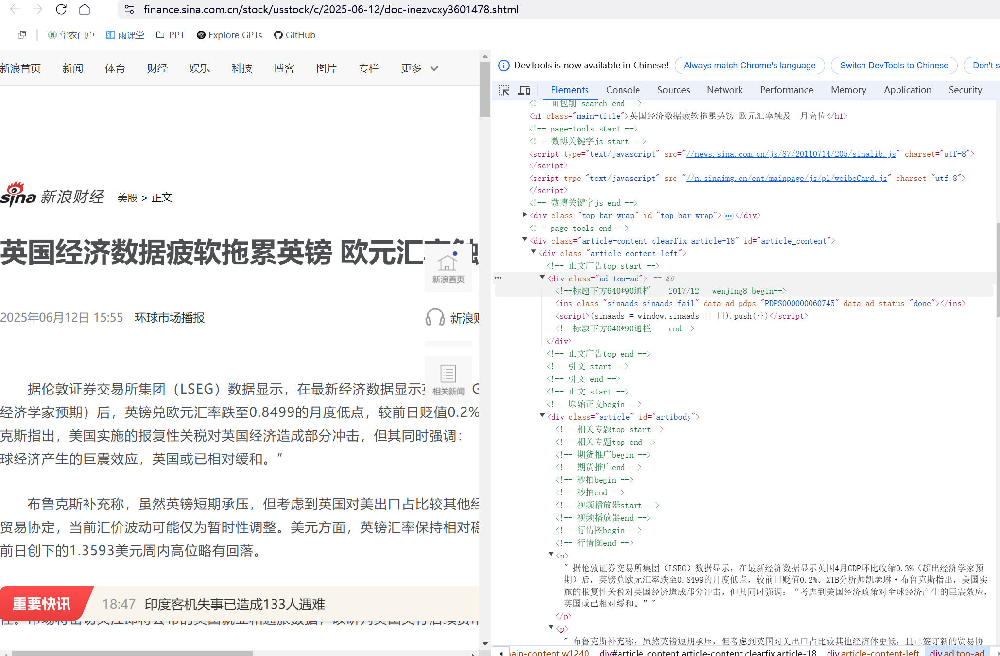 finance.sina.com.cn/stock/usstock/c/2025-06-12/doc-inezvcxy3601478.shtml
华农门户 雨课堂 PPT Explore GPTs GitHub
新浪首页 新闻 体育 财经 娱乐 科技 博客 图片 专栏 更多
sina 新浪财经 美股 > 正文
英国经济数据疲软拖累英镑 欧元汇率触
新浪首页
2025年06月12日 15:55 环球市场播报
新浪财
据伦敦证券交易所集团（LSEG）数据显示，在最新经济数据显示英 G
相关新闻
经济学家预期）后，英镑兑欧元汇率跌至0.8499的月度低点，较前日贬值0.2%
克斯指出，美国实施的报复性关税对英国经济造成部分冲击，但其同时强调：
球经济产生的巨震效应，英国或已相对缓和。”
布鲁克斯补充称，虽然英镑短期承压，但考虑到英国对美出口占比较其他经
贸易协定，当前汇价波动可能仅为暂时性调整。美元方面，英镑汇率保持相对稳
前日创下的1.3593美元周内高位略有回落。
重要快讯 18:47 印度客机失事已造成133人遇难
DevTools is now available in Chinese! Always match Chrome's language Switch DevTools to Chinese Don't s
Elements Console Sources Network Performance Memory Application Security
<!-- 面包屑 search end -->
<h1 class="main-title">英国经济数据疲软拖累英镑 欧元汇率触及一月高位</h1>
<!-- page-tools start -->
<!-- 微博关键字js start -->
<script type="text/javascript" src="//news.sina.com.cn/js/87/20110714/205/sinalib.js" charset="utf-8">
</script>
<script type="text/javascript" src="//n.sinaimg.cn/ent/mainpage/js/pl/weiboCard.js" charset="utf-8">
</script>
<!-- 微博关键字js end -->
<div class="top-bar-wrap" id="top_bar_wrap">…</div>
<!-- page-tools end -->
<div class="article-content clearfix article-18" id="article_content">
<div class="article-content-left">
<!-- 正文广告top start -->
<div class="ad top-ad"> == $0
<!--标题下方640*90通栏 2017/12 wenjing8 begin-->
<ins class="sinaads sinaads-fail" data-ad-pdps="PDPS000000060745" data-ad-status="done"></ins>
<script>(sinaads = window.sinaads || []).push({})</script>
<!--标题下方640*90通栏 end-->
</div>
<!-- 正文广告top end -->
<!-- 引文 start -->
<!-- 引文 end -->
<!-- 正文 start -->
<!-- 原始正文begin -->
<div class="article" id="artibody">
<!-- 相关专题top start-->
<!-- 相关专题top end-->
<!-- 期货推广begin -->
<!-- 期货推广end -->
<!-- 秒拍begin -->
<!-- 秒拍end -->
<!-- 视频播放器start -->
<!-- 视频播放器end -->
<!-- 行情图begin -->
<!-- 行情图end -->
<p>
" 据伦敦证券交易所集团（LSEG）数据显示，在最新经济数据显示英国4月GDP环比收缩0.3%（超出经济学家预
期）后，英镑兑欧元汇率跌至0.8499的月度低点，较前日贬值0.2%。XTB分析师凯瑟琳·布鲁克斯指出，美国实
施的报复性关税对英国经济造成部分冲击，但其同时强调：“考虑到美国经济政策对全球经济产生的巨震效应，
英国或已相对缓和。”"
</p>
<p>
" 布鲁克斯补充称，虽然英镑短期承压，但考虑到英国对美出口占比较其他经济体更低，且已签订新的贸易协
ain-content.w1240 div#article_content.article-content.clearfix.article-18 div.article-content-left div.ad.top-ad